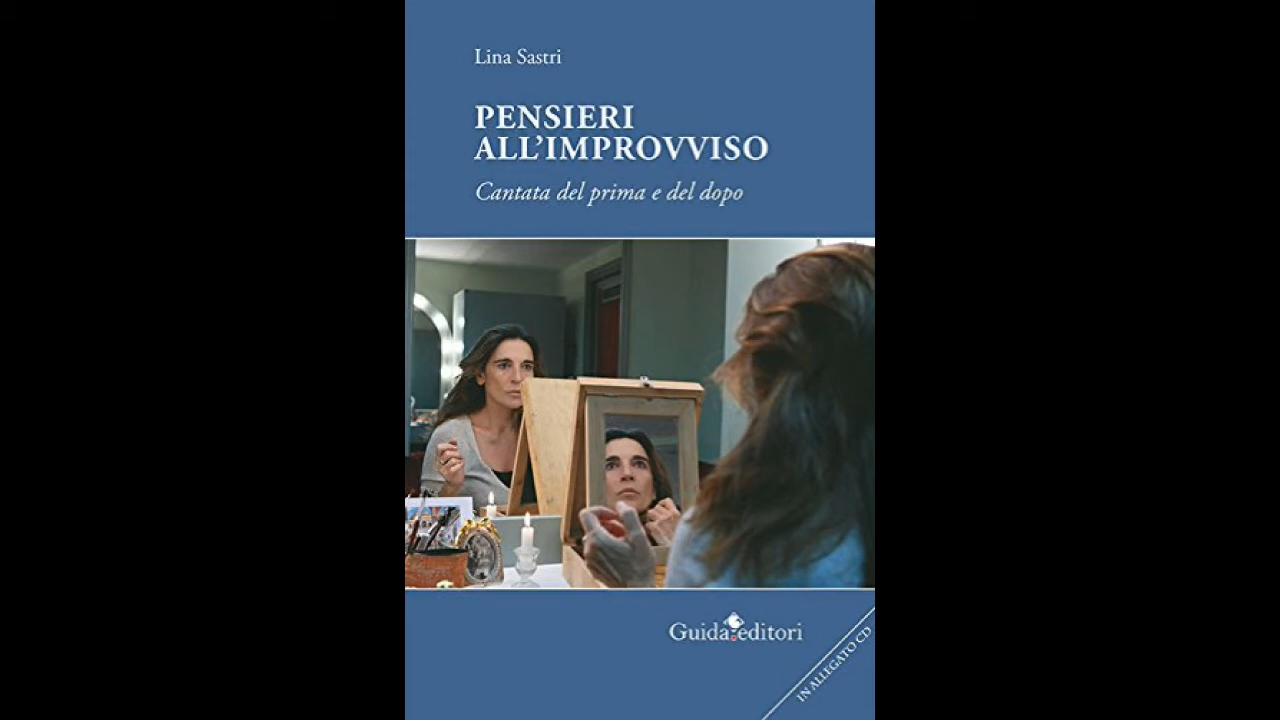 Lina Sastri
PENSIERI
ALL'IMPROVVISO
Cantata del prima e del dopo
Guida editori
IN ALLEGATO CD